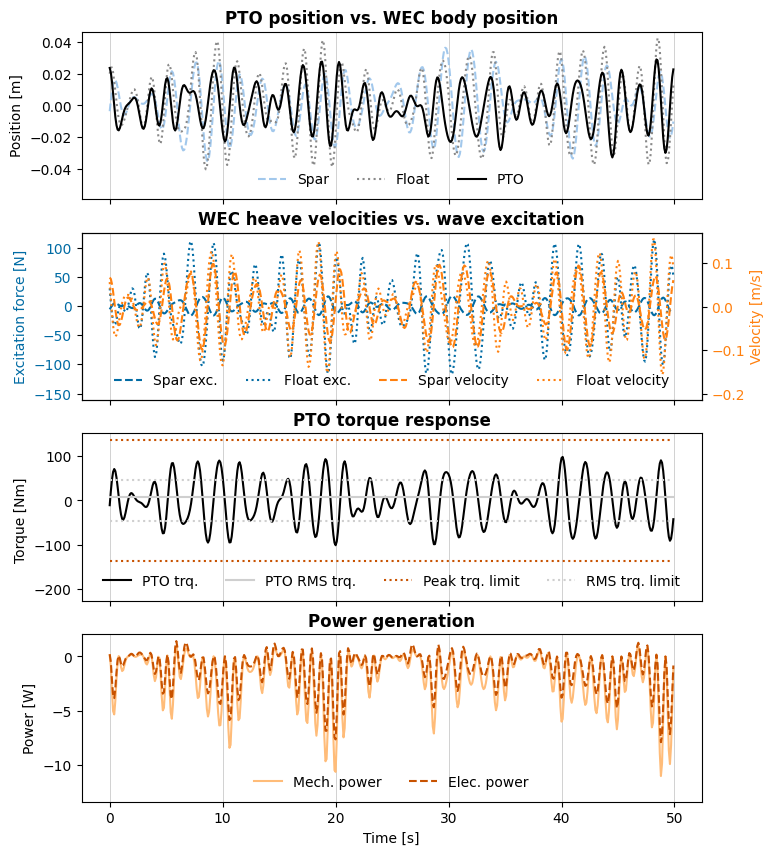 PTO position vs. WEC body position
Position [m]
0.04
0.02
0.00
−0.02
−0.04
Spar Float PTO
WEC heave velocities vs. wave excitation
Excitation force [N]
100
50
0
−50
−100
−150
Velocity [m/s]
0.1
0.0
−0.1
−0.2
Spar exc. Float exc. Spar velocity Float velocity
PTO torque response
Torque [Nm]
100
0
−100
−200
PTO trq. PTO RMS trq. Peak trq. limit RMS trq. limit
Power generation
Power [W]
0
−5
−10
Mech. power Elec. power
0 10 20 30 40 50
Time [s]